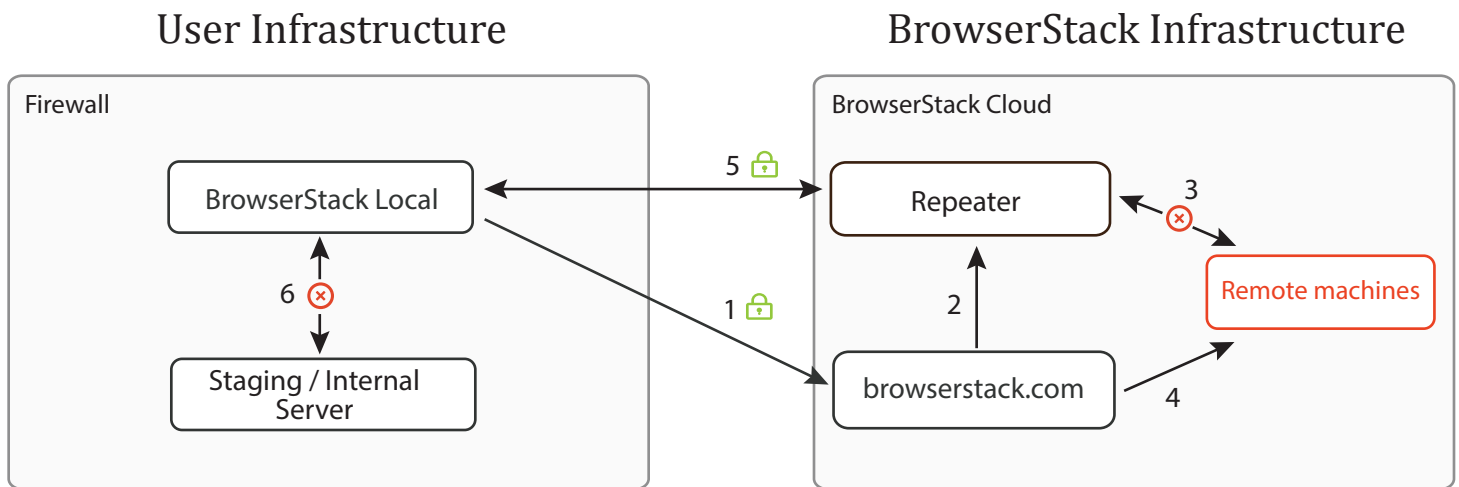 User Infrastructure
BrowserStack Infrastructure
Firewall
BrowserStack Cloud
5
BrowserStack Local
Repeater
3
6
1
2
Remote machines
Staging / Internal
Server
browserstack.com
4